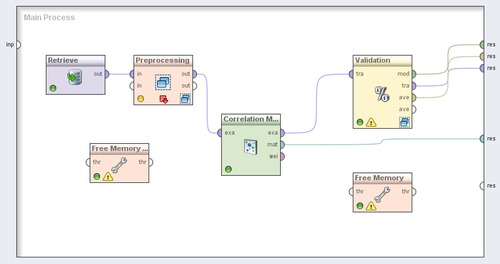 Main Process
inp
Retrieve
out
Preprocessing
in
in
out
out
Correlation M...
exa
exa
mat
wei
Validation
tra
mod
tra
ave
ave
Free Memory ...
thr
thr
Free Memory
thr
thr
res
res
res
res
res